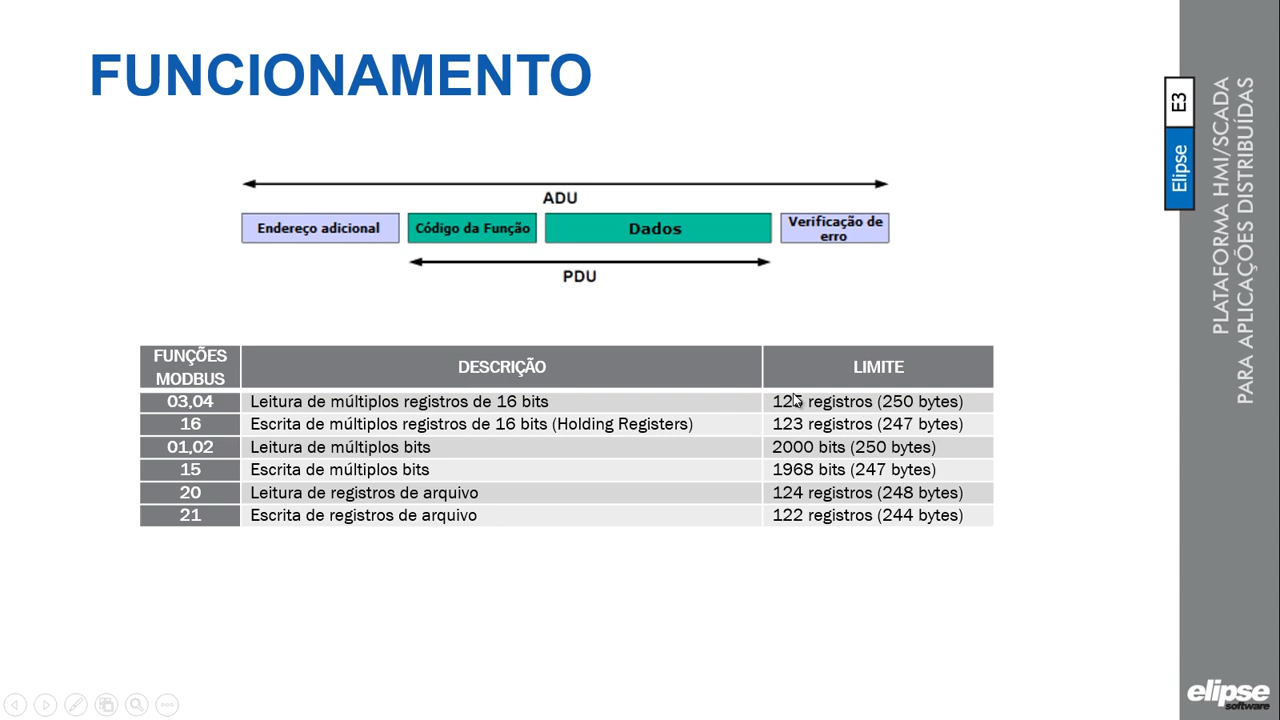 FUNCIONAMENTO
ADU
Endereço adicional
Código da Função
Dados
Verificação de
erro
PDU
FUNÇÕES
MODBUS
DESCRIÇÃO
LIMITE
03,04
Leitura de múltiplos registros de 16 bits
125 registros (250 bytes)
16
Escrita de múltiplos registros de 16 bits (Holding Registers)
123 registros (247 bytes)
01,02
Leitura de múltiplos bits
2000 bits (250 bytes)
15
Escrita de múltiplos bits
1968 bits (247 bytes)
20
Leitura de registros de arquivo
124 registros (248 bytes)
21
Escrita de registros de arquivo
122 registros (244 bytes)
Elipse E3
PLATAFORMA HMI/SCADA
PARA APLICAÇÕES DISTRIBUÍDAS
elipse
software